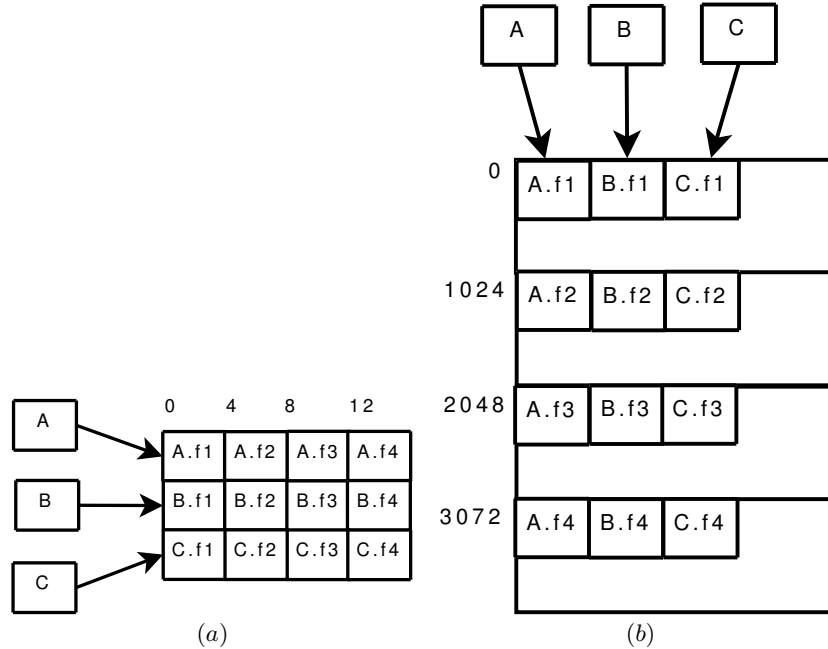 A
B
C
0 4 8 12
A.f1 A.f2 A.f3 A.f4
B.f1 B.f2 B.f3 B.f4
C.f1 C.f2 C.f3 C.f4
(a)
A B C
0
A.f1 B.f1 C.f1
1024
A.f2 B.f2 C.f2
2048
A.f3 B.f3 C.f3
3072
A.f4 B.f4 C.f4
(b)